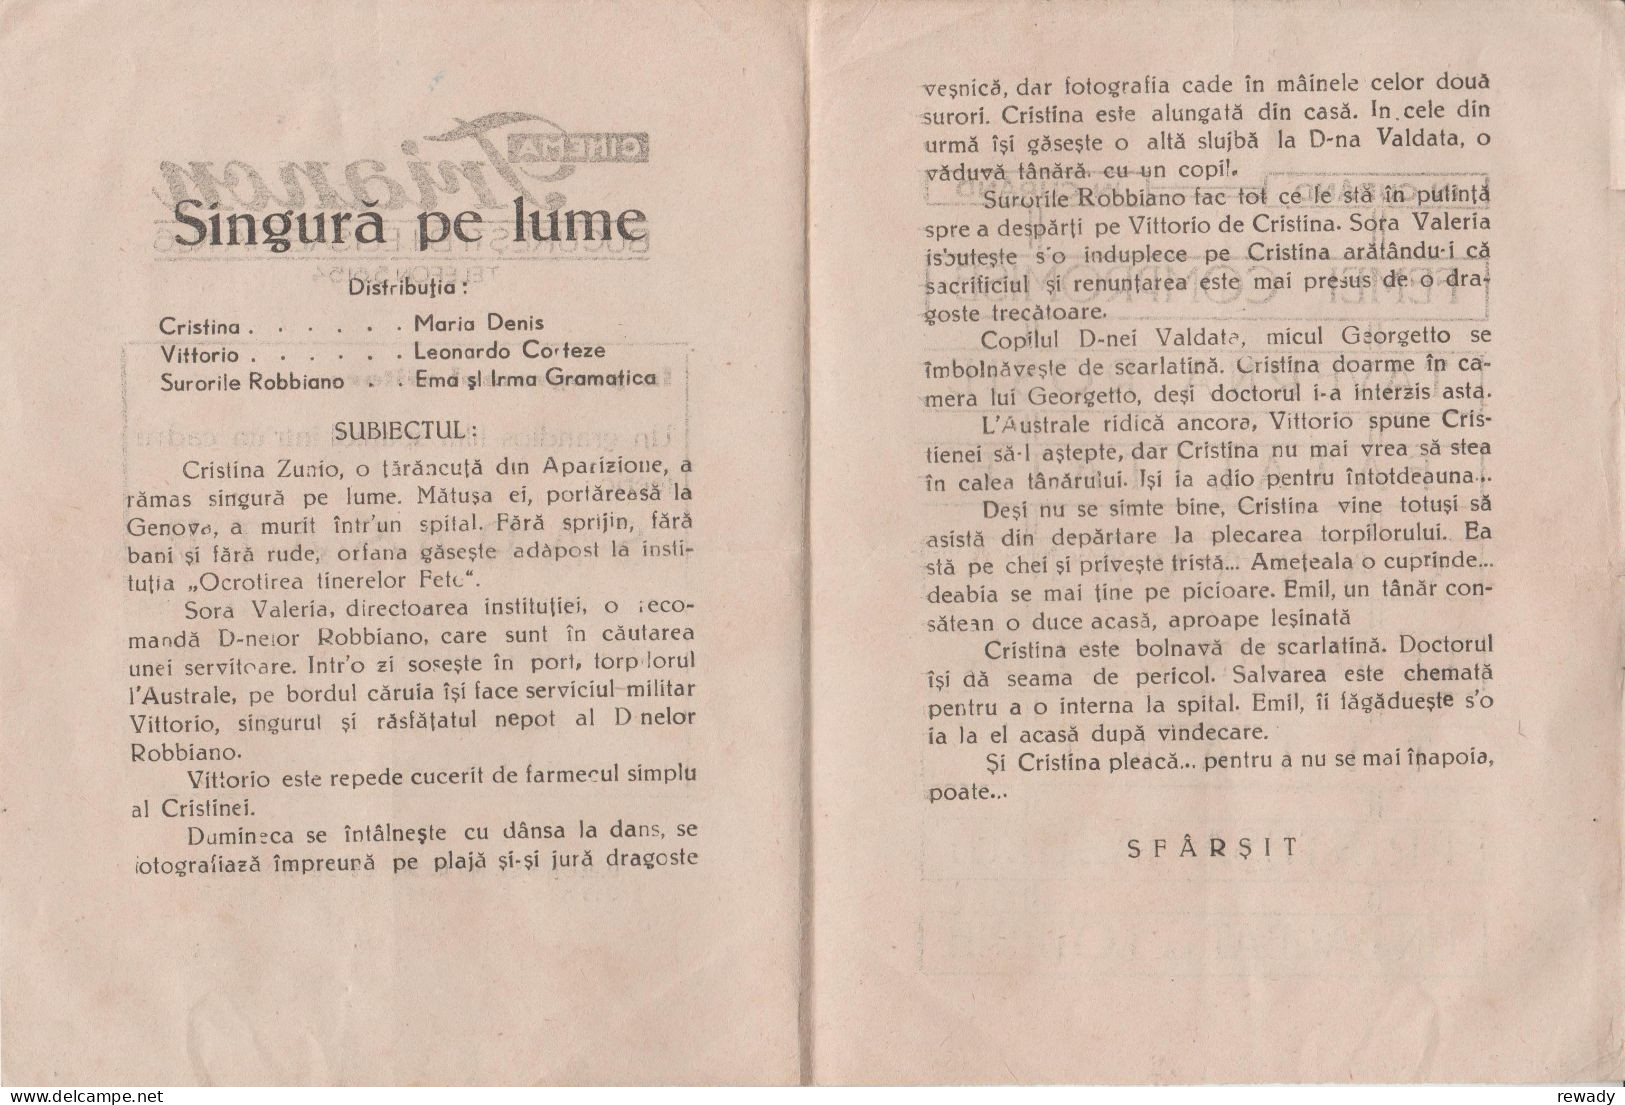 Singură pe lume
Distribuția :
Cristina . . . . . . Maria Denis
Vittorio . . . . . . Leonardo Corteze
Surorile Robbiano . . Ema șl Irma Gramatica
SUBIECTUL :
Cristina Zunio, o țărăncuță din Aparizione, a
rămas singură pe lume. Mătușa ei, portăreasă la
Genova, a murit într'un spital. Fără sprijin, fără
bani și fără rude, orfana găsește adàpost la insti-
tuția „Ocrotirea tinerelor Fete“.
Sora Valeria, directoarea instituției, o reco-
mandă D-nelor Robbiano, care sunt în căutarea
unei servitoare. Intr'o zi sosește în port, torpilorul
l'Australe, pe bordul căruia își face serviciul militar
Vittorio, singurul și răsfățatul nepot al D nelor
Robbiano.
Vittorio este repede cucerit de farmecul simplu
al Cristinei.
Dumineca se întâlnește cu dânsa la dans, se
fotografiază împreună pe plajă și-și jură dragoste
veșnică, dar fotografia cade în mâinele celor două
surori. Cristina este alungată din casă. In cele din
urmă își găsește o altă slujbă la D-na Valdata, o
văduvă tânără, cu un copil.
Surorile Robbiano fac tot ce le stă în putință
spre a despărți pe Vittorio de Cristina. Sora Valeria
isbutește s'o induplece pe Cristina arătându-i că
sacrificiul și renunțarea este mai presus de o dra-
goste trecătoare.
Copilul D-nei Valdata, micul Georgetto se
îmbolnăvește de scarlatină. Cristina doarme în ca-
mera lui Georgetto, deși doctorul i-a interzis asta.
L'Australe ridică ancora, Vittorio spune Cris-
tienei să-l aștepte, dar Cristina nu mai vrea să stea
în calea tânărului. Iși ia adio pentru întotdeauna...
Deși nu se simte bine, Cristina vine totuși să
asistă din depărtare la plecarea torpilorului. Ea
stă pe chei și privește tristă... Amețeala o cuprinde...
deabia se mai ține pe picioare. Emil, un tânăr con-
sătean o duce acasă, aproape leșinată
Cristina este bolnavă de scarlatină. Doctorul
își dă seama de pericol. Salvarea este chemată
pentru a o interna la spital. Emil, îi făgăduește s'o
ia la el acasă după vindecare.
Și Cristina pleacă... pentru a nu se mai înapoia,
poate...
SFÂRȘIT
delcampe.net
rewady